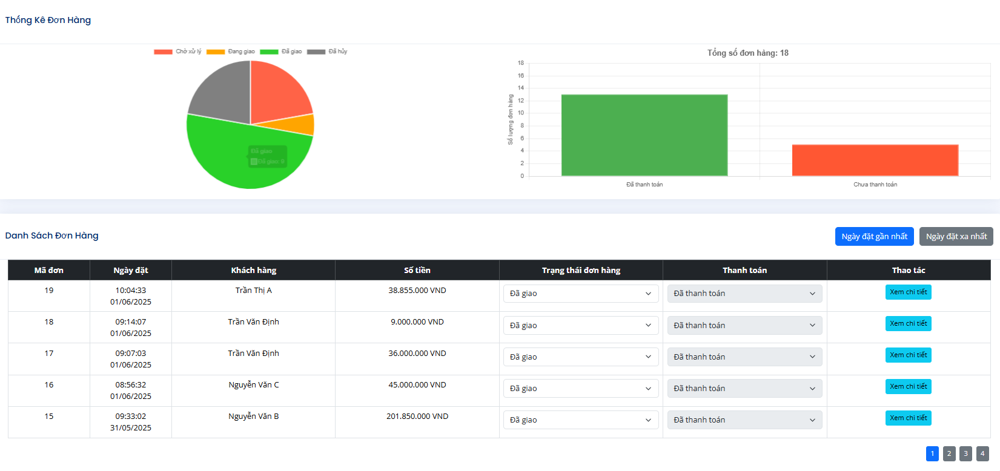 Thống Kê Đơn Hàng
Chờ xử lý Đang giao Đã giao Đã hủy
Đã giao
Đã giao: 9
Tổng số đơn hàng: 18
18
16
14
12
10
8
6
4
2
0
Số lượng đơn hàng
Đã thanh toán Chưa thanh toán
Danh Sách Đơn Hàng
Ngày đặt gần nhất Ngày đặt xa nhất
Mã đơn Ngày đặt Khách hàng Số tiền Trạng thái đơn hàng Thanh toán Thao tác
19 10:04:33 Trần Thị A 38.855.000 VND Đã giao Đã thanh toán Xem chi tiết
01/06/2025
18 09:14:07 Trần Văn Định 9.000.000 VND Đã giao Đã thanh toán Xem chi tiết
01/06/2025
17 09:07:03 Trần Văn Định 36.000.000 VND Đã giao Đã thanh toán Xem chi tiết
01/06/2025
16 08:56:32 Nguyễn Văn C 45.000.000 VND Đã giao Đã thanh toán Xem chi tiết
01/06/2025
15 09:33:02 Nguyễn Văn B 201.850.000 VND Đã giao Đã thanh toán Xem chi tiết
31/05/2025
1 2 3 4